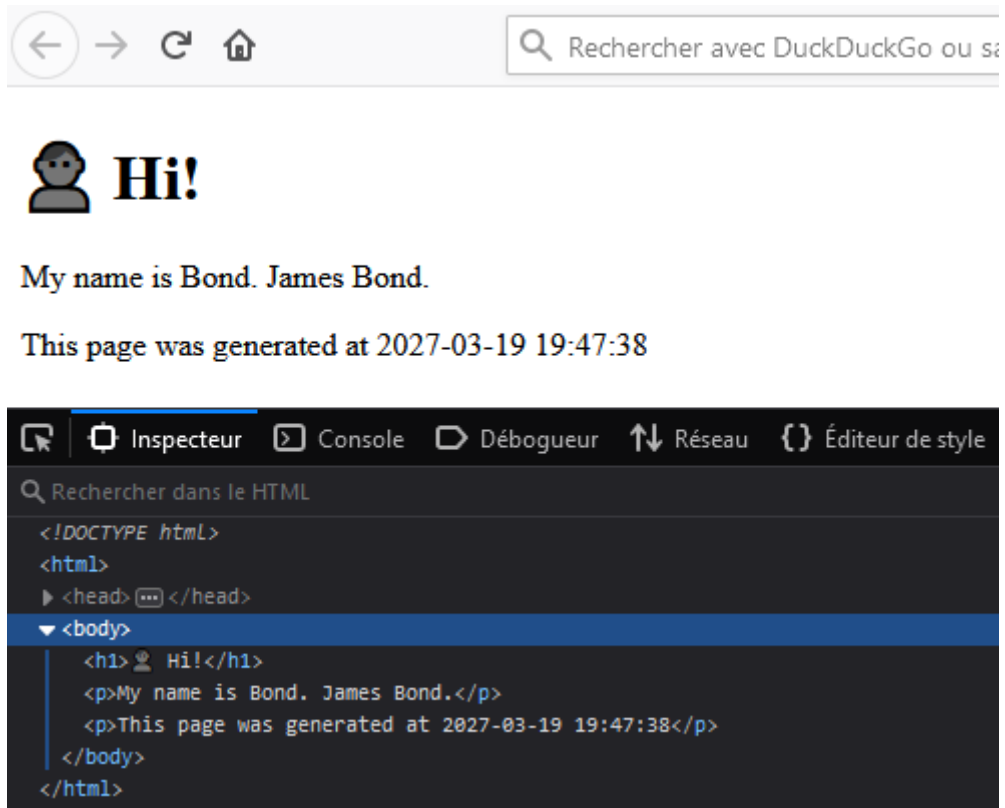 Rechercher avec DuckDuckGo ou sa
Hi!
My name is Bond. James Bond.
This page was generated at 2027-03-19 19:47:38
Inspecteur Console Débogueur Réseau {} Éditeur de style
Rechercher dans le HTML
<!DOCTYPE html>
<html>
<head> ... </head>
<body>
<h1>👤 Hi!</h1>
<p>My name is Bond. James Bond.</p>
<p>This page was generated at 2027-03-19 19:47:38</p>
</body>
</html>